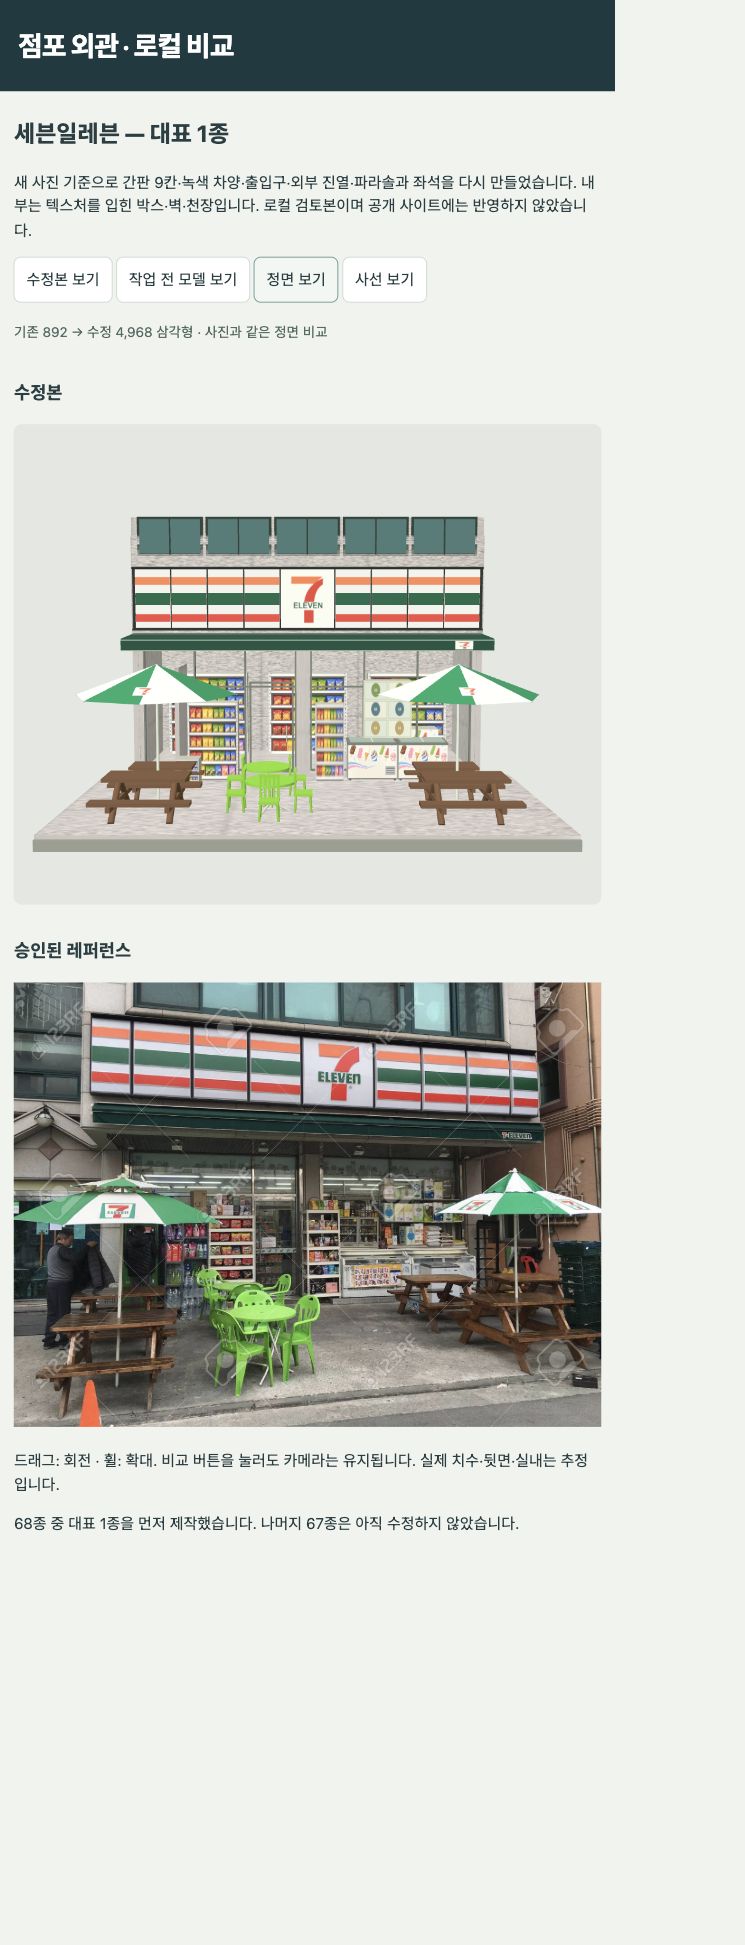 점포 외관 · 로컬 비교
세븐일레븐 — 대표 1종
새 사진 기준으로 간판 9칸·녹색 차양·출입구·외부 진열·파라솔과 좌석을 다시 만들었습니다. 내
부는 텍스처를 입힌 박스·벽·천장입니다. 로컬 검토본이며 공개 사이트에는 반영하지 않았습니
다.
수정본 보기
작업 전 모델 보기
정면 보기
사선 보기
기존 892 → 수정 4,968 삼각형 · 사진과 같은 정면 비교
수정본
7
ELEVEN
승인된 레퍼런스
7
ELEVEN
7-ELEVEN
123RF
드래그: 회전 · 휠: 확대. 비교 버튼을 눌러도 카메라는 유지됩니다. 실제 치수·뒷면·실내는 추정
입니다.
68종 중 대표 1종을 먼저 제작했습니다. 나머지 67종은 아직 수정하지 않았습니다.